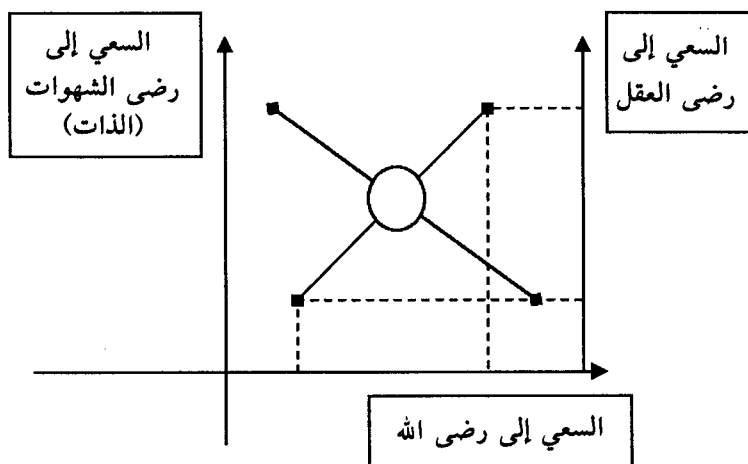 السعي إلى
رضى العقل
السعي إلى
رضى الشهوات
(الذات)
السعي إلى رضى الله